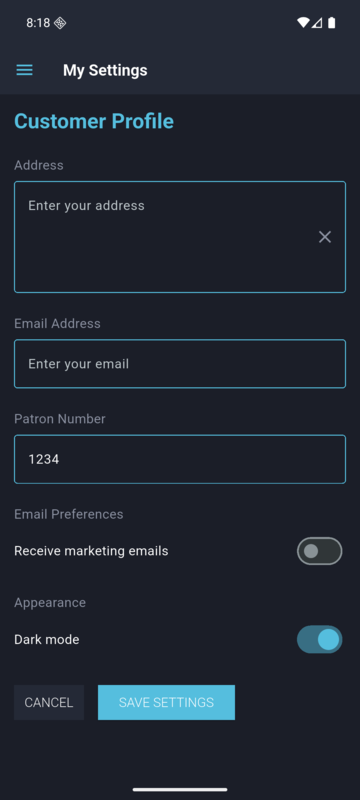 8:18
My Settings
Customer Profile
Address
Enter your address
Email Address
Enter your email
Patron Number
1234
Email Preferences
Receive marketing emails
Appearance
Dark mode
CANCEL
SAVE SETTINGS